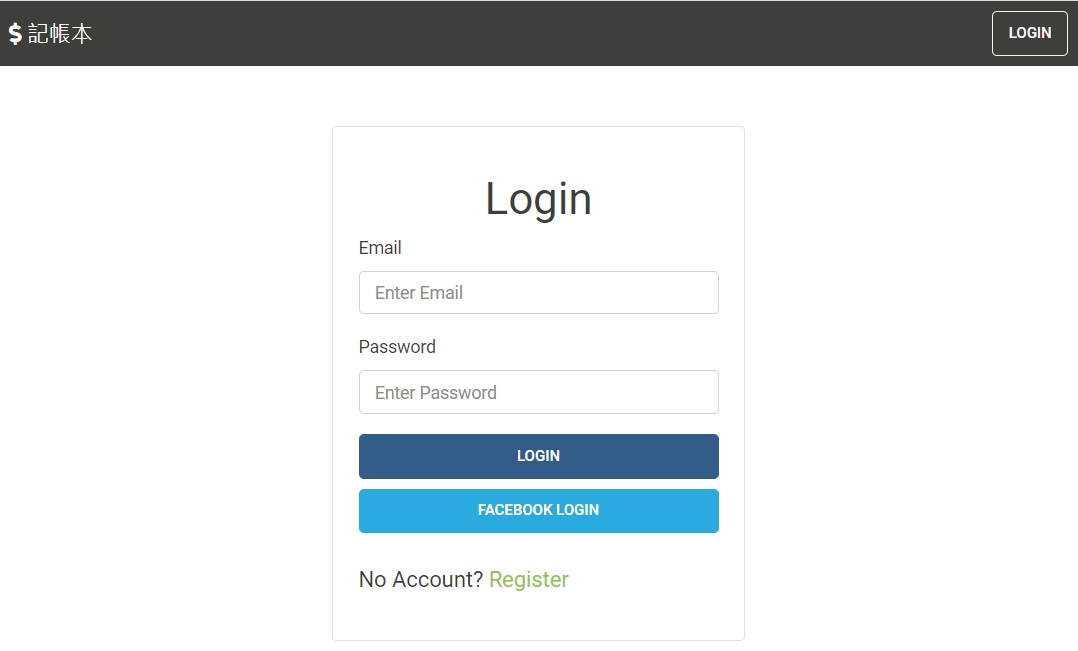 $ 記帳本
LOGIN
Login
Email
Enter Email
Password
Enter Password
LOGIN
FACEBOOK LOGIN
No Account? Register